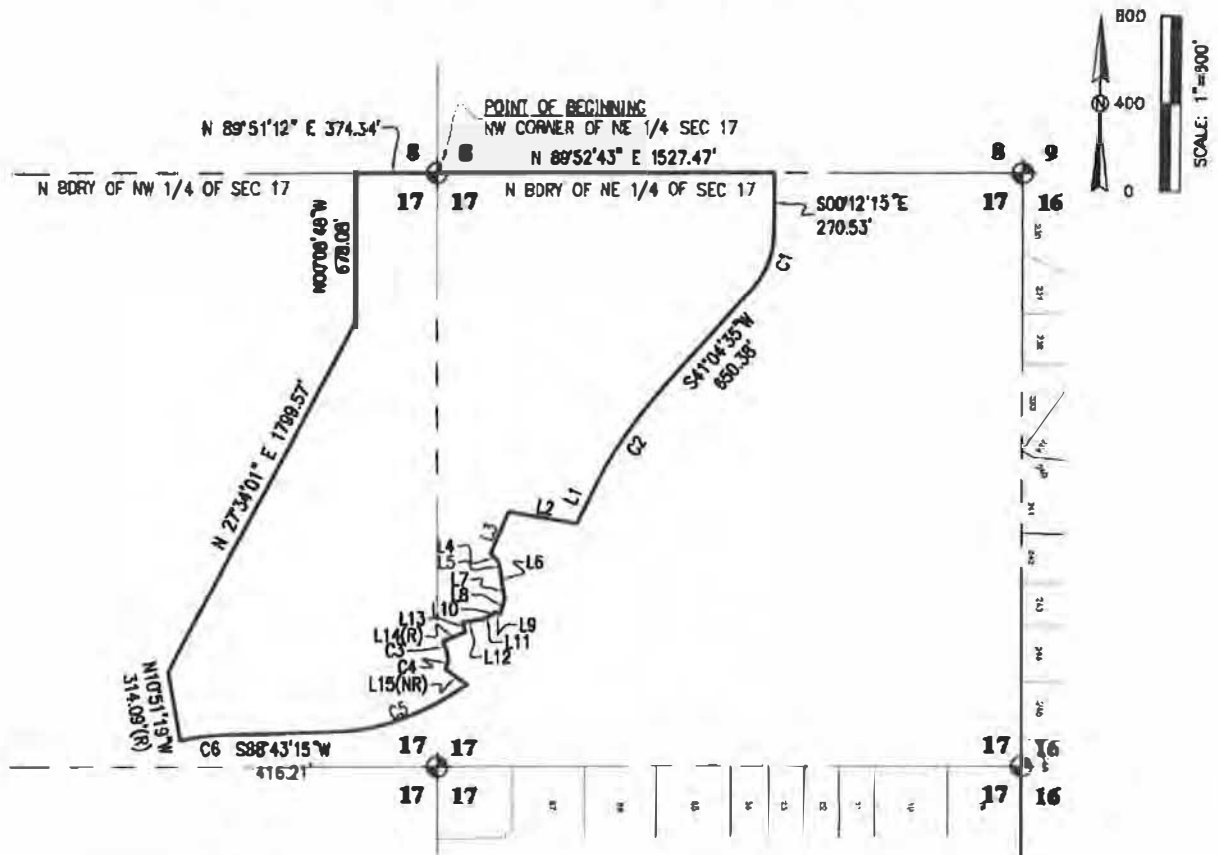 800
400
0
N
SCALE: 1"=800'
POINT OF BEGINNING
NW CORNER OF NE 1/4 SEC 17
N 89°51'12" E 374.34'
N 89°52'43" E 1527.47'
8
8 9
N BDRY OF NW 1/4 OF SEC 17
N BDRY OF NE 1/4 OF SEC 17
17 17
17 16
S00°12'15"E
270.53'
N00°08'48"W
678.08'
C1
S41°04'35"W
650.38'
C2
N 27°34'01" E 1799.57'
L1
L2
L3
L4
L5
L6
L7
L8
L10
L13
L9
L14(R)
L11
C3
L12
C4
L15(NR)
N10°51'19"W
314.09'(R)
C5
C6 S88°43'15"W
416.21'
17 17
17 16
17 17
17 16
241
242
243